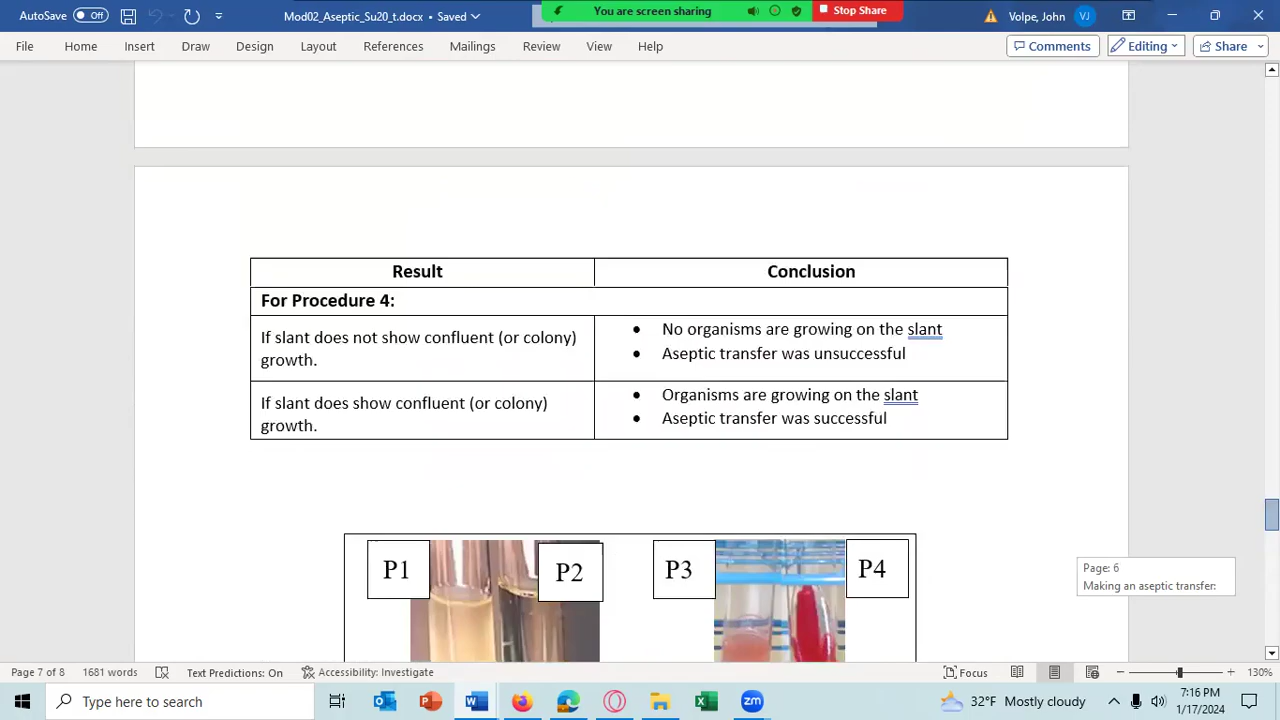 AutoSave Off Mod02_Aseptic_Su20_t.docx • Saved You are screen sharing Stop Share Volpe, John VJ
File Home Insert Draw Design Layout References Mailings Review View Help Comments Editing Share
Result Conclusion
For Procedure 4:
If slant does not show confluent (or colony)
growth.
• No organisms are growing on the slant
• Aseptic transfer was unsuccessful
If slant does show confluent (or colony)
growth.
• Organisms are growing on the slant
• Aseptic transfer was successful
P1 P2 P3 P4
Page: 6
Making an aseptic transfer:
Page 7 of 8 1681 words Text Predictions: On Accessibility: Investigate Focus 130%
Type here to search 32°F Mostly cloudy 7:16 PM
1/17/2024